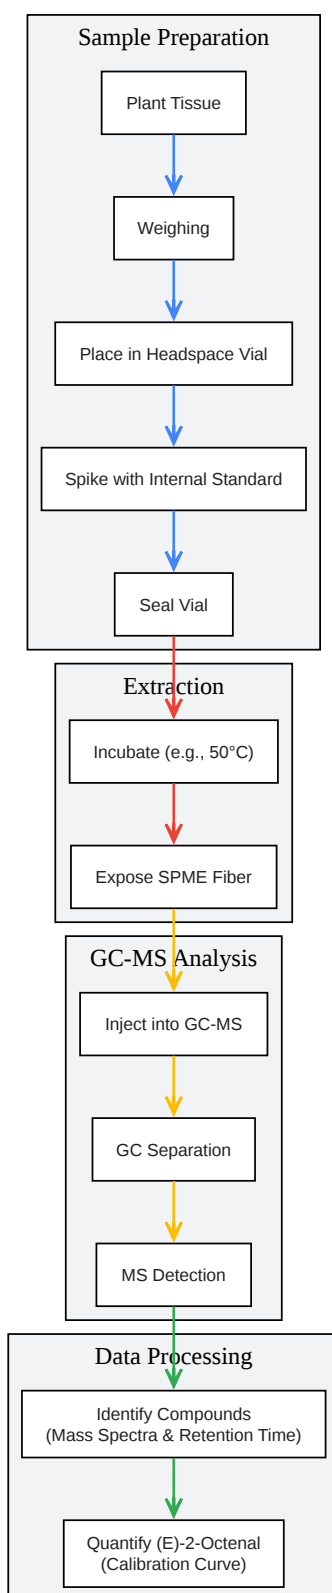 Sample Preparation
Plant Tissue
Weighing
Place in Headspace Vial
Spike with Internal Standard
Seal Vial
Extraction
Incubate (e.g., 50°C)
Expose SPME Fiber
GC-MS Analysis
Inject into GC-MS
GC Separation
MS Detection
Data Processing
Identify Compounds
(Mass Spectra & Retention Time)
Quantify (E)-2-Octenal
(Calibration Curve)